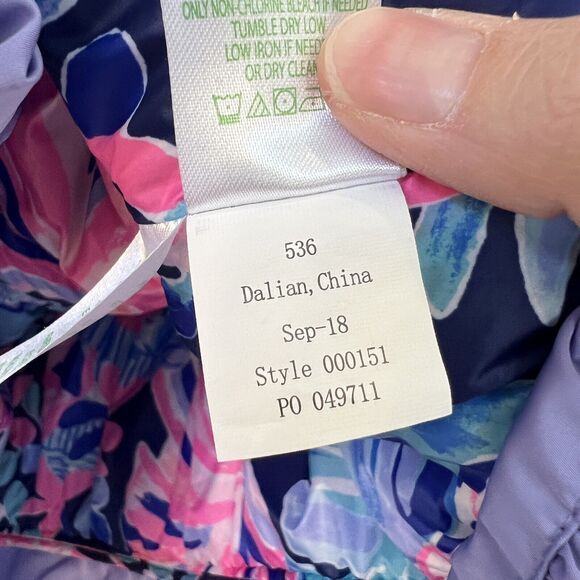 ONLY NON-CHLORINE BLEACH IF NEEDED
TUMBLE DRY LOW
LOW IRON IF NEEDED
OR DRY CLEAN
536
Dalian, China
Sep-18
Style 000151
PO 049711